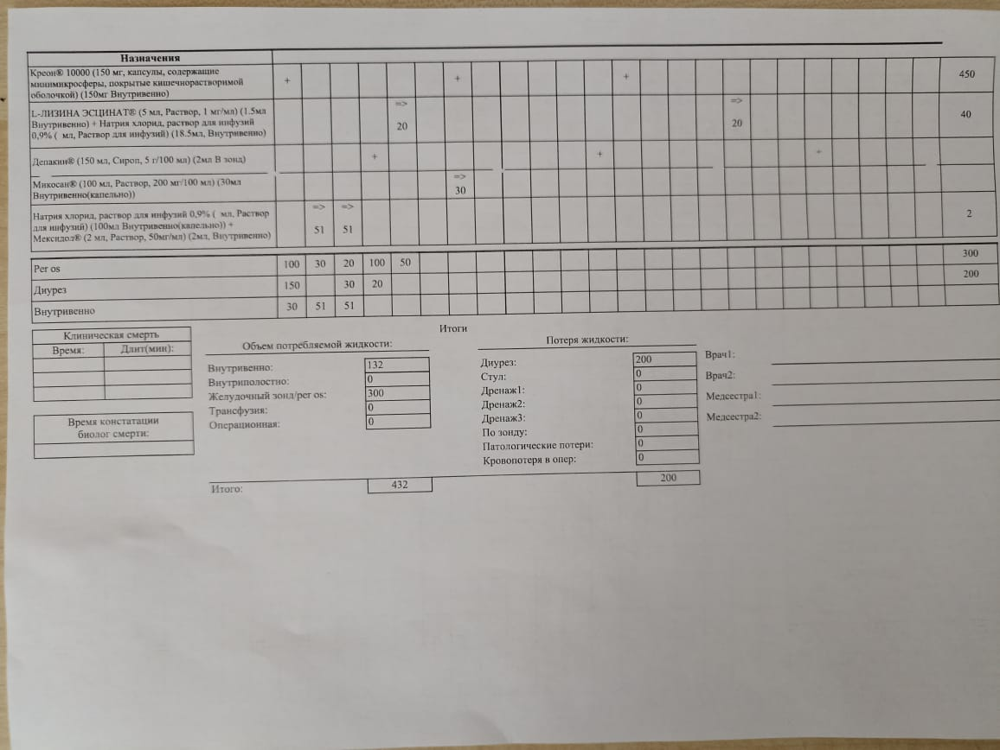 Назначения
Креон® 10000 (150 мг, капсулы, содержащие
минимикросферы, покрытые кишечнорастворимой
оболочкой) (150мг Внутривенно)
+ + + 450
L-ЛИЗИНА ЭСЦИНАТ® (5 мл, Раствор, 1 мг/мл) (1.5мл
Внутривенно) + Натрия хлорид, раствор для инфузий
0,9% ( мл, Раствор для инфузий) (18.5мл, Внутривенно)
=> =>
20 20 40
Депакин® (150 мл, Сироп, 5 г/100 мл) (2мл В зонд)
+ + +
Микосан® (100 мл, Раствор, 200 мг/100 мл) (30мл
Внутривенно(капельно))
=>
30
Натрия хлорид, раствор для инфузий 0,9% ( мл, Раствор
для инфузий) (100мл Внутривенно(капельно)) +
Мексидол® (2 мл, Раствор, 50мг/мл) (2мл, Внутривенно)
=> =>
51 51 2
Per os 100 30 20 100 50 300
Диурез 150 30 20 200
Внутривенно 30 51 51
Итоги
Клиническая смерть
Время: Длит(мин):
Время констатации
биолог смерти:
Объем потребляемой жидкости:
Внутривенно: 132
Внутриполостно: 0
Желудочный зонд/per os: 300
Трансфузия: 0
Операционная: 0
Потеря жидкости:
Диурез: 200
Стул: 0
Дренаж1: 0
Дренаж2: 0
Дренаж3: 0
По зонду: 0
Патологические потери: 0
Кровопотеря в опер: 0
Врач1:
Врач2:
Медсестра1:
Медсестра2:
Итого: 432 200